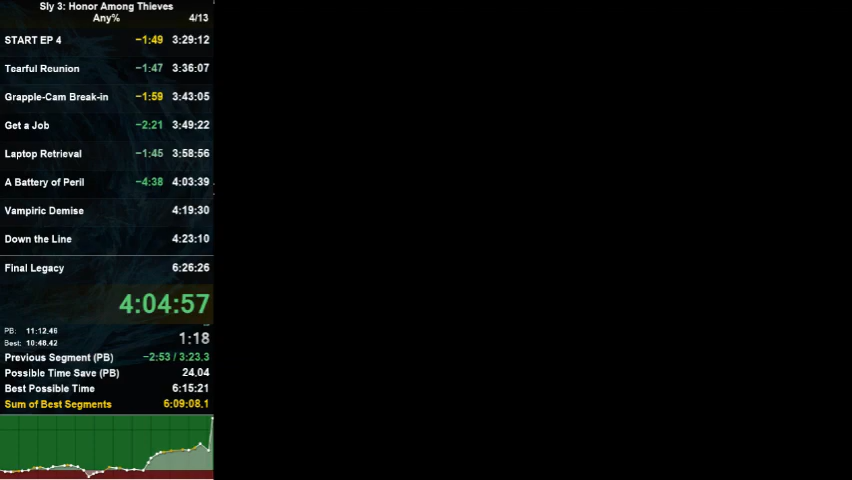 Sly 3: Honor Among Thieves
Any% 4/13
START EP 4 −1:49 3:29:12
Tearful Reunion −1:47 3:36:07
Grapple-Cam Break-in −1:59 3:43:05
Get a Job −2:21 3:49:22
Laptop Retrieval −1:45 3:58:56
A Battery of Peril −4:38 4:03:39
Vampiric Demise 4:19:30
Down the Line 4:23:10
Final Legacy 6:26:26
4:04:57
PB: 11:12.46
Best: 10:48.42
1:18
Previous Segment (PB) −2:53 / 3:23.3
Possible Time Save (PB) 24.04
Best Possible Time 6:15:21
Sum of Best Segments 6:09:08.1